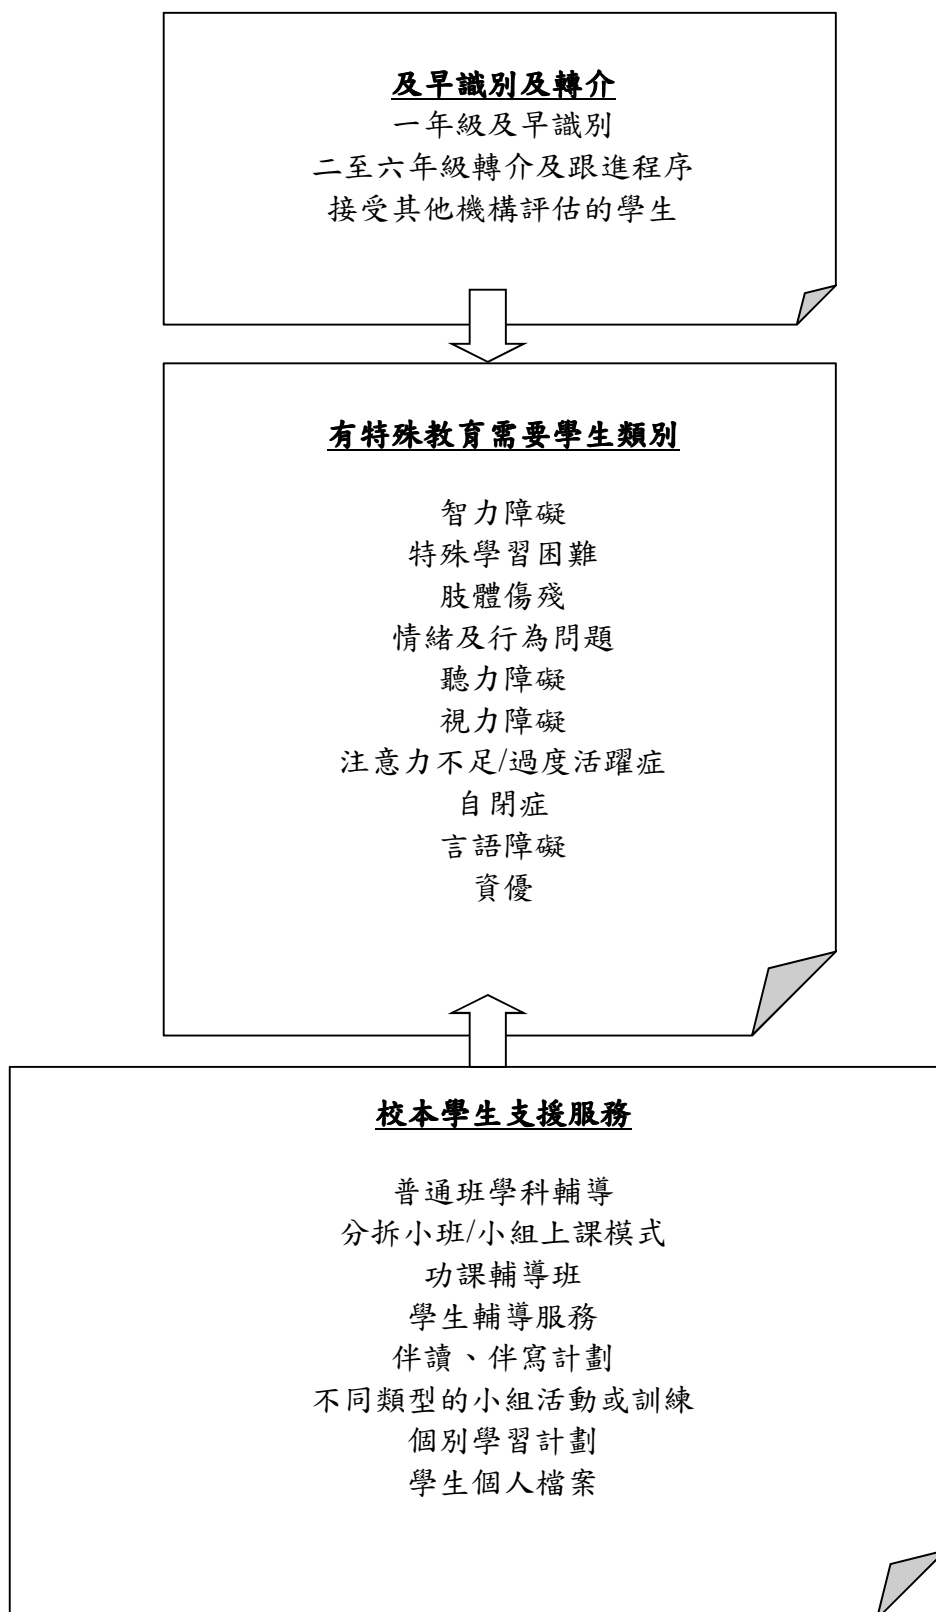 及早識別及轉介
一年級及早識別
二至六年級轉介及跟進程序
接受其他機構評估的學生
有特殊教育需要學生類別
智力障礙
特殊學習困難
肢體傷殘
情緒及行為問題
聽力障礙
視力障礙
注意力不足/過度活躍症
自閉症
言語障礙
資優
校本學生支援服務
普通班學科輔導
分拆小班/小組上課模式
功課輔導班
學生輔導服務
伴讀、伴寫計劃
不同類型的小組活動或訓練
個別學習計劃
學生個人檔案